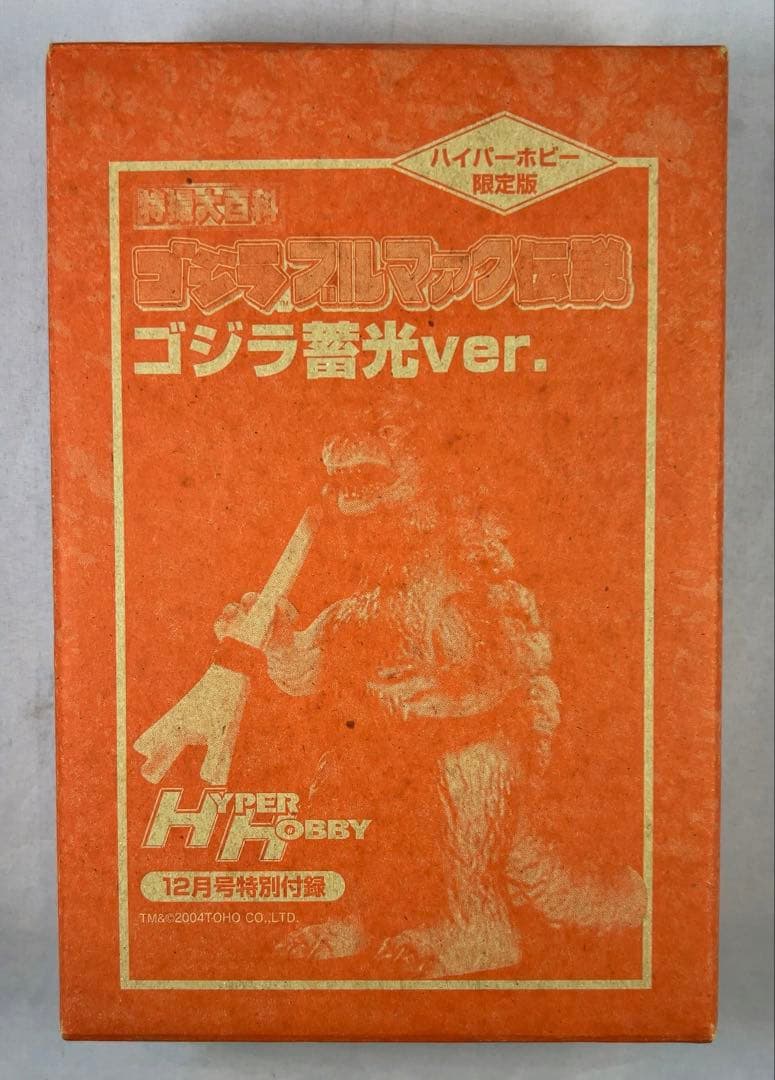 ハイパーホビー
限定版
特撮大百科
ゴジラブルマァク伝説
TM
ゴジラ蓄光ver.
HYPER
HOBBY
12月号特別付録
TM&©2004TOHO CO.,LTD.